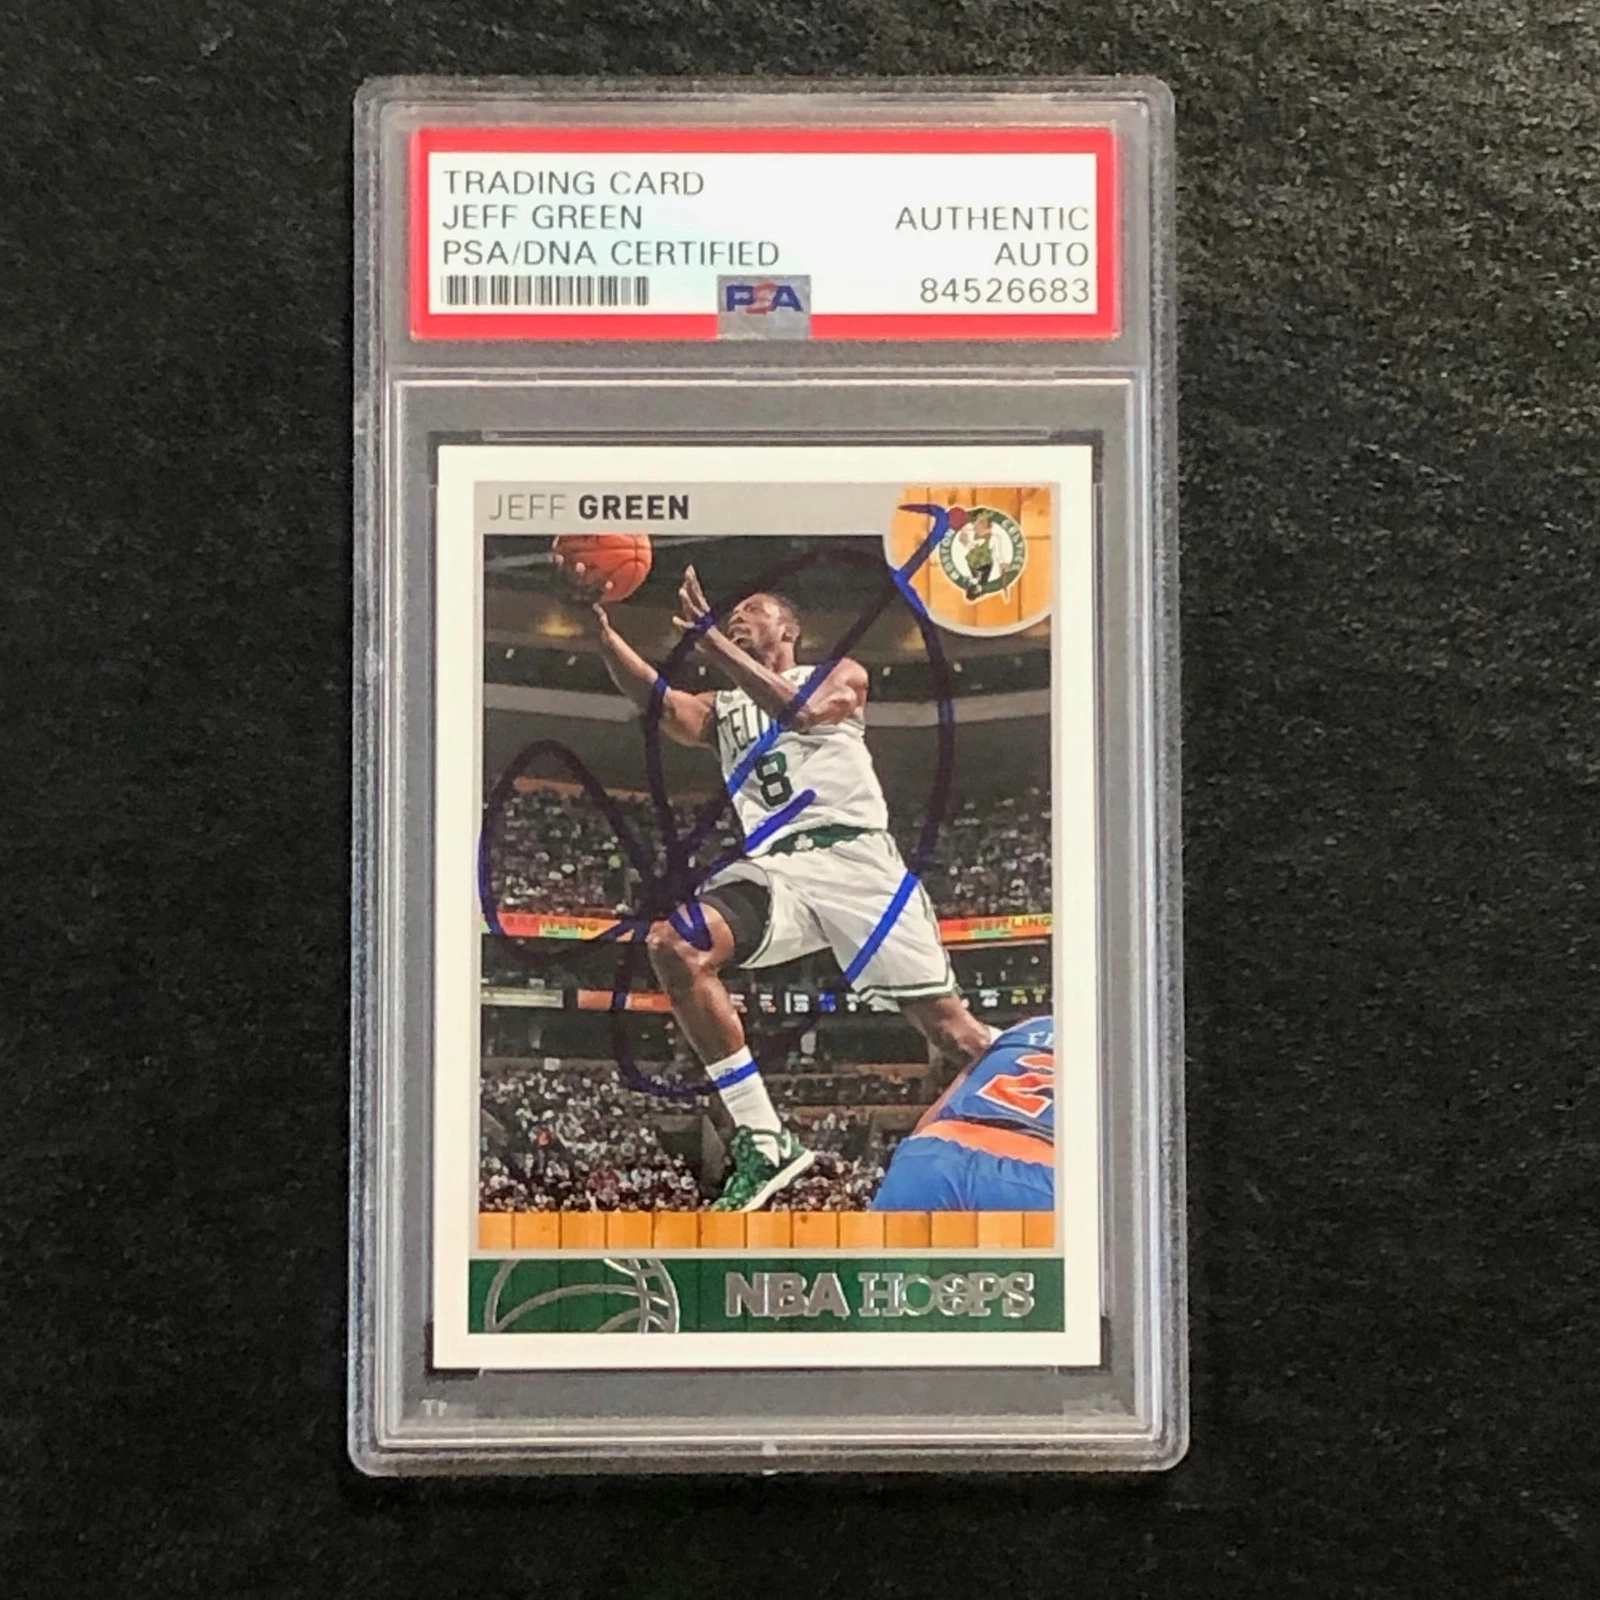 TRADING CARD
JEFF GREEN
PSA/DNA CERTIFIED
AUTHENTIC
AUTO
84526683
PSA
JEFF GREEN
BOSTON CELTICS
CELTI
8
BREITLING
BREITLING
NBA HOOPS